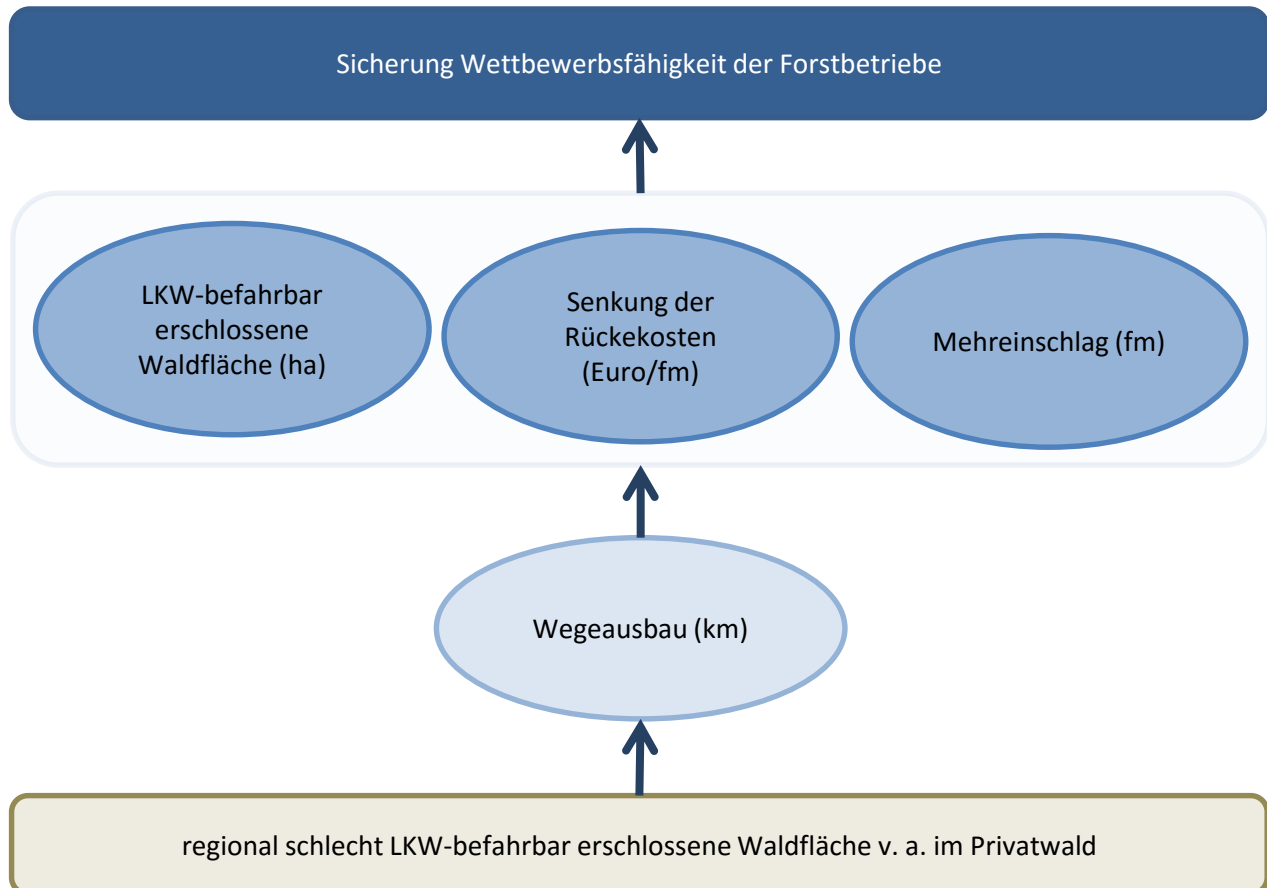 Sicherung Wettbewerbsfähigkeit der Forstbetriebe
LKW-befahrbar
erschlossene
Waldfläche (ha)
Senkung der
Rückekosten
(Euro/fm)
Mehreinschlag (fm)
Wegeausbau (km)
regional schlecht LKW-befahrbar erschlossene Waldfläche v. a. im Privatwald